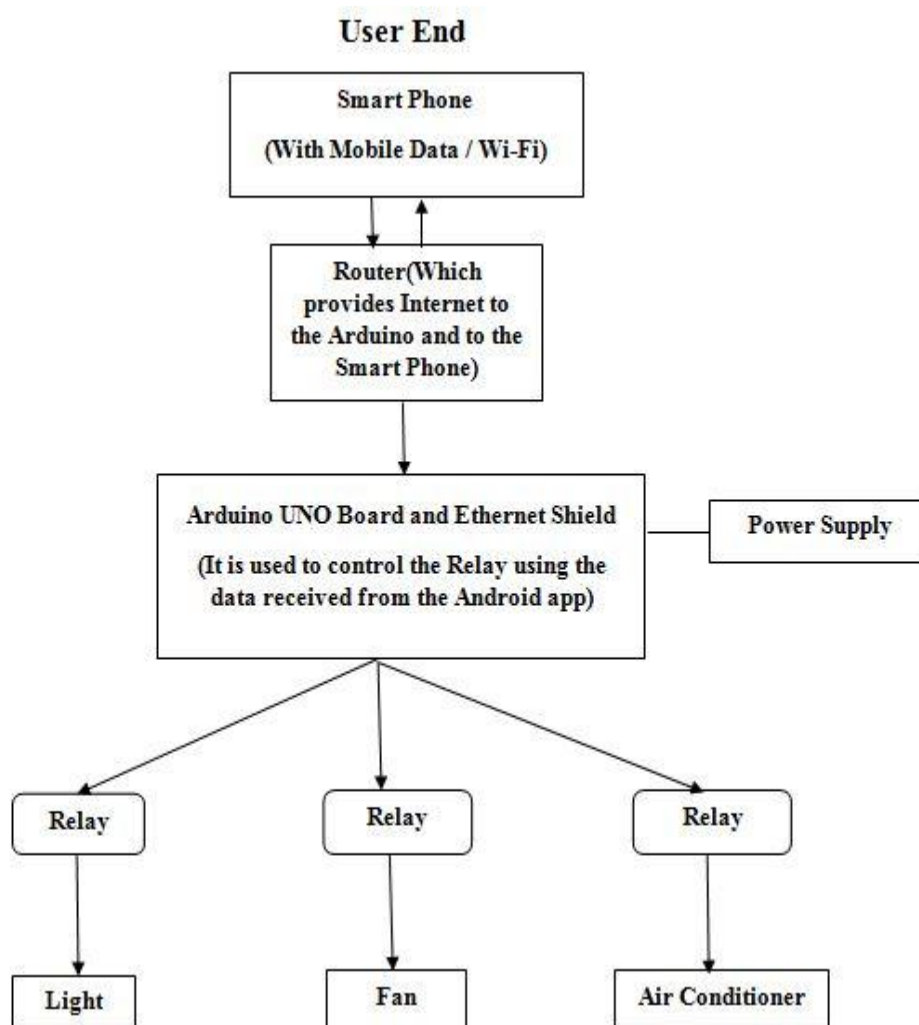 User End
Smart Phone
(With Mobile Data / Wi-Fi)
Router(Which
provides Internet to
the Arduino and to the
Smart Phone)
Arduino UNO Board and Ethernet Shield
(It is used to control the Relay using the
data received from the Android app)
Power Supply
Relay
Relay
Relay
Light
Fan
Air Conditioner